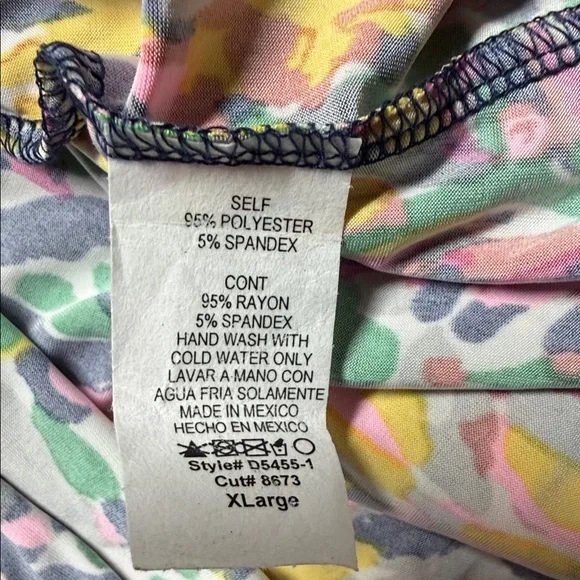 SELF
95% POLYESTER
5% SPANDEX
CONT
95% RAYON
5% SPANDEX
HAND WASH WITH
COLD WATER ONLY
LAVAR A MANO CON
AGUA FRIA SOLAMENTE
MADE IN MEXICO
HECHO EN MEXICO
Style# D5455-1
Cut# 8673
XLarge